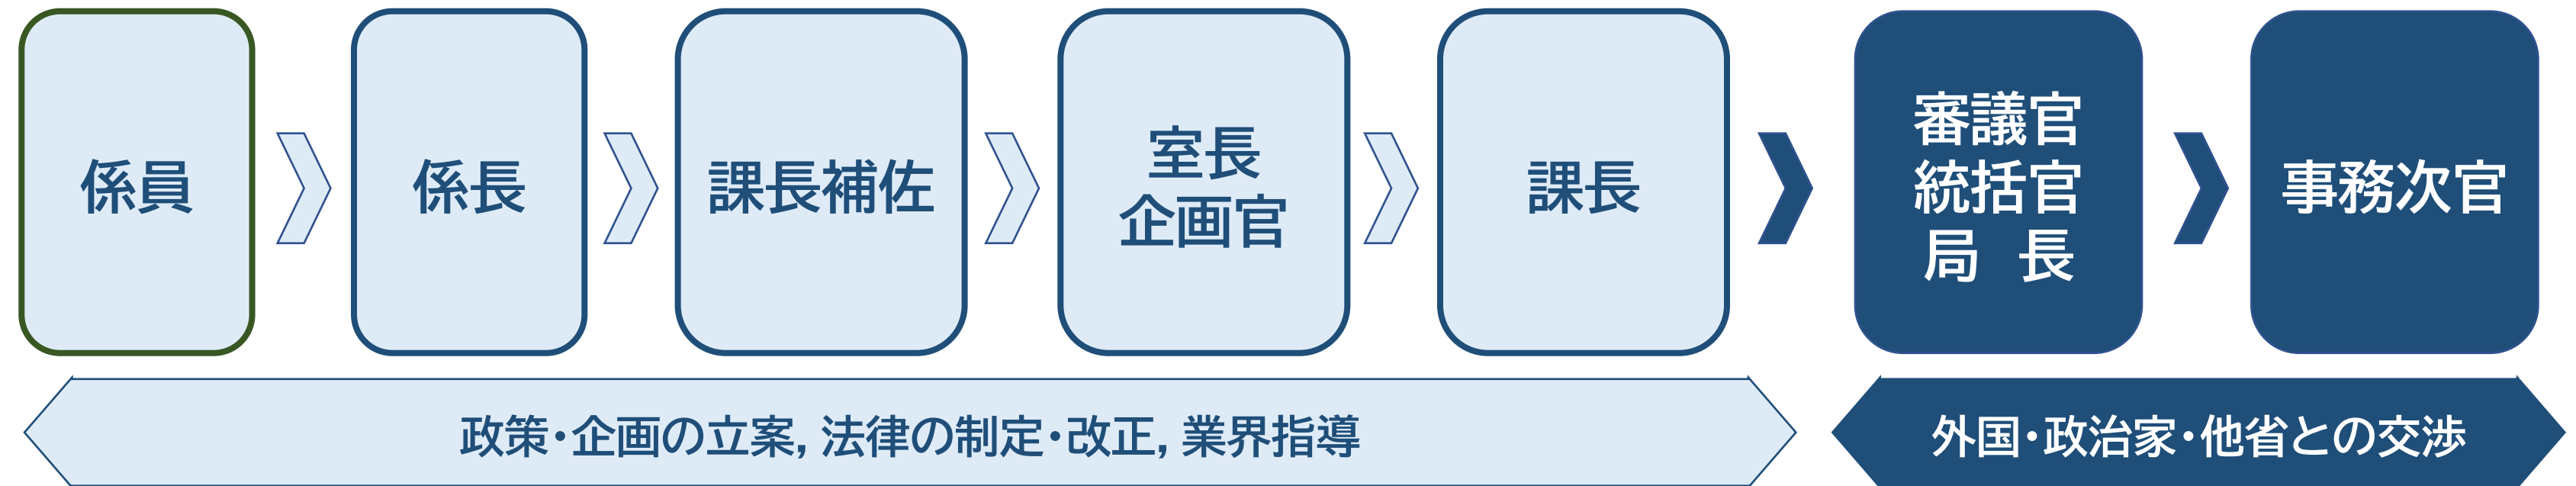 係員
係長
課長補佐
室長
企画官
課長
審議官
統括官
局　長
事務次官
政策・企画の立案, 法律の制定・改正, 業界指導
外国・政治家・他省との交渉